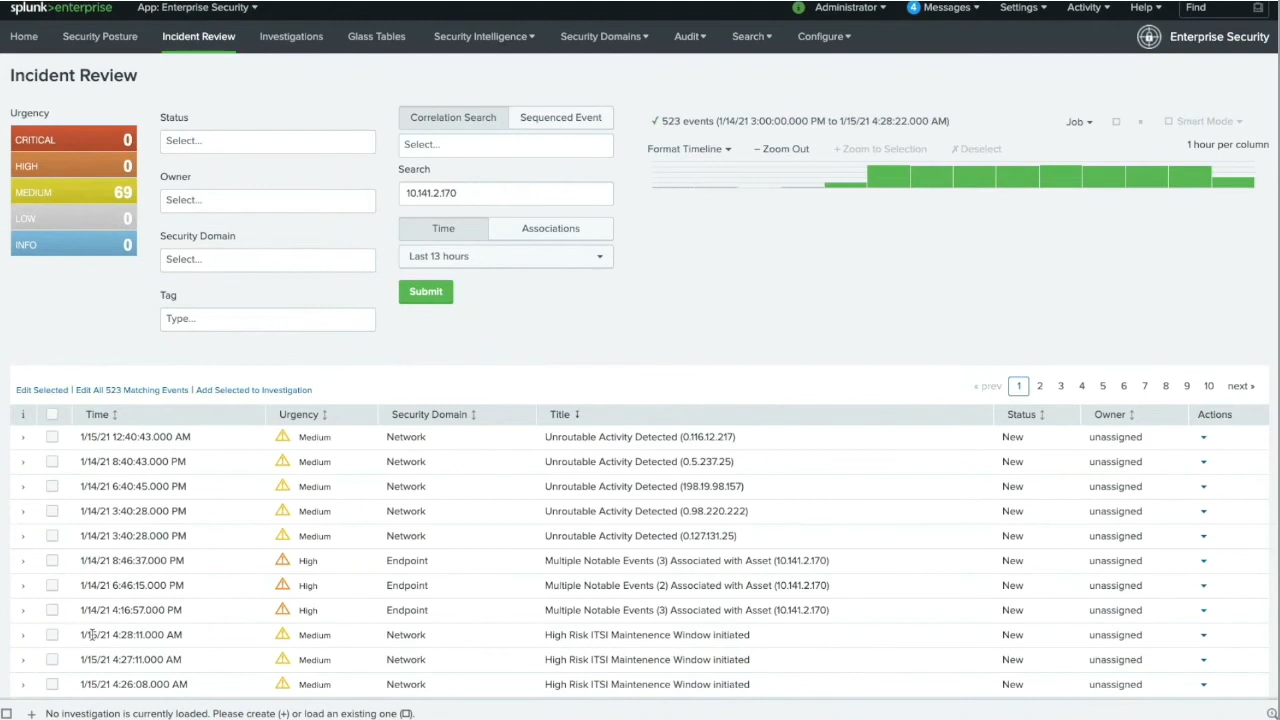 splunk>enterprise App: Enterprise Security Administrator 4 Messages Settings Activity Help Find
Home Security Posture Incident Review Investigations Glass Tables Security Intelligence Security Domains Audit Search Configure Enterprise Security
Incident Review
Urgency
CRITICAL 0
HIGH 0
MEDIUM 69
LOW 0
INFO 0
Status
Select...
Owner
Select...
Security Domain
Select...
Tag
Type...
Correlation Search Sequenced Event
Select...
Search
10.141.2.170
Time Associations
Last 13 hours
Submit
✓ 523 events (1/14/21 3:00:00.000 PM to 1/15/21 4:28:22.000 AM) Job Smart Mode
Format Timeline – Zoom Out + Zoom to Selection ✗ Deselect 1 hour per column
Edit Selected | Edit All 523 Matching Events | Add Selected to Investigation
« prev 1 2 3 4 5 6 7 8 9 10 next »
i Time Urgency Security Domain Title Status Owner Actions
1/15/21 12:40:43.000 AM Medium Network Unroutable Activity Detected (0.116.12.217) New unassigned
1/14/21 8:40:43.000 PM Medium Network Unroutable Activity Detected (0.5.237.25) New unassigned
1/14/21 6:40:45.000 PM Medium Network Unroutable Activity Detected (198.19.98.157) New unassigned
1/14/21 3:40:28.000 PM Medium Network Unroutable Activity Detected (0.98.220.222) New unassigned
1/14/21 3:40:28.000 PM Medium Network Unroutable Activity Detected (0.127.131.25) New unassigned
1/14/21 8:46:37.000 PM High Endpoint Multiple Notable Events (3) Associated with Asset (10.141.2.170) New unassigned
1/14/21 6:46:15.000 PM High Endpoint Multiple Notable Events (2) Associated with Asset (10.141.2.170) New unassigned
1/14/21 4:16:57.000 PM High Endpoint Multiple Notable Events (3) Associated with Asset (10.141.2.170) New unassigned
1/15/21 4:28:11.000 AM Medium Network High Risk ITSI Maintenence Window initiated New unassigned
1/15/21 4:27:11.000 AM Medium Network High Risk ITSI Maintenence Window initiated New unassigned
1/15/21 4:26:08.000 AM Medium Network High Risk ITSI Maintenence Window initiated New unassigned
+ No investigation is currently loaded. Please create (+) or load an existing one ().